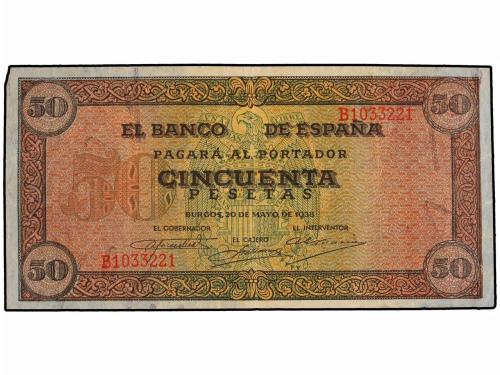 50 50
B1033221
EL BANCO DE ESPAÑA
PAGARÁ AL PORTADOR
50
CINCUENTA
PESETAS
BURGOS, 20 DE MAYO DE 1938
EL GOBERNADOR EL CAJERO EL INTERVENTOR
B1033221
50 50